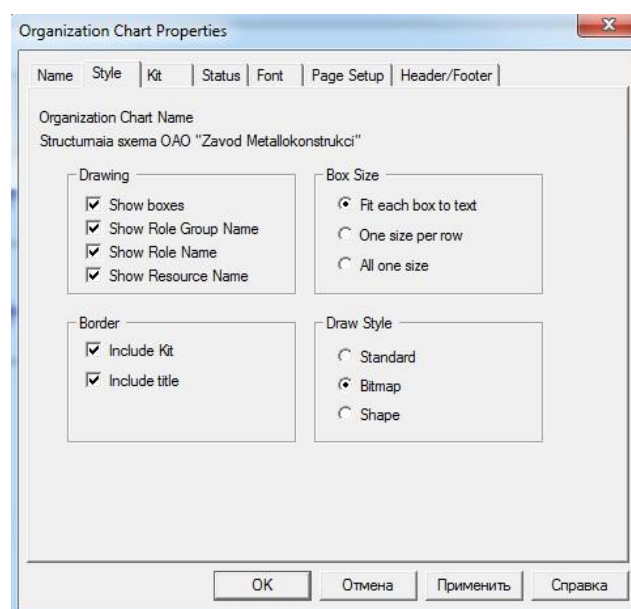 Organization Chart Properties
Name Style Kit Status Font Page Setup Header/Footer
Organization Chart Name
Structurnaia sxema OAO "Zavod Metallokonstrukci"
Drawing
Show boxes
Show Role Group Name
Show Role Name
Show Resource Name
Box Size
Fit each box to text
One size per row
All one size
Border
Include Kit
Include title
Draw Style
Standard
Bitmap
Shape
OK Отмена Применить Справка